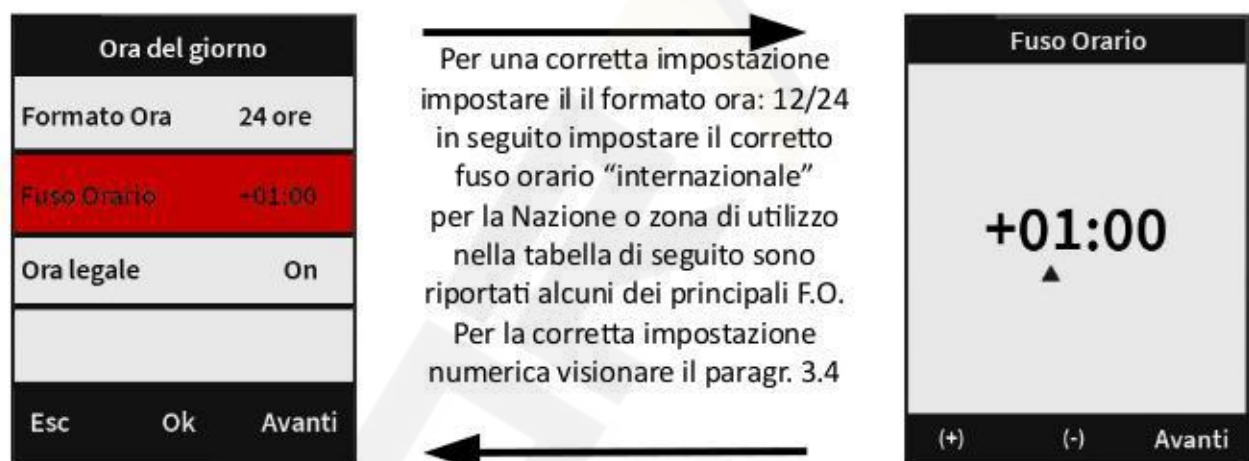 Ora del giorno
Formato Ora 24 ore
Fuso Orario +01:00
Ora legale On
Esc Ok Avanti
Per una corretta impostazione
impostare il il formato ora: 12/24
in seguito impostare il corretto
fuso orario “internazionale”
per la Nazione o zona di utilizzo
nella tabella di seguito sono
riportati alcuni dei principali F.O.
Per la corretta impostazione
numerica visionare il paragr. 3.4
Fuso Orario
+01:00
(+) (-) Avanti